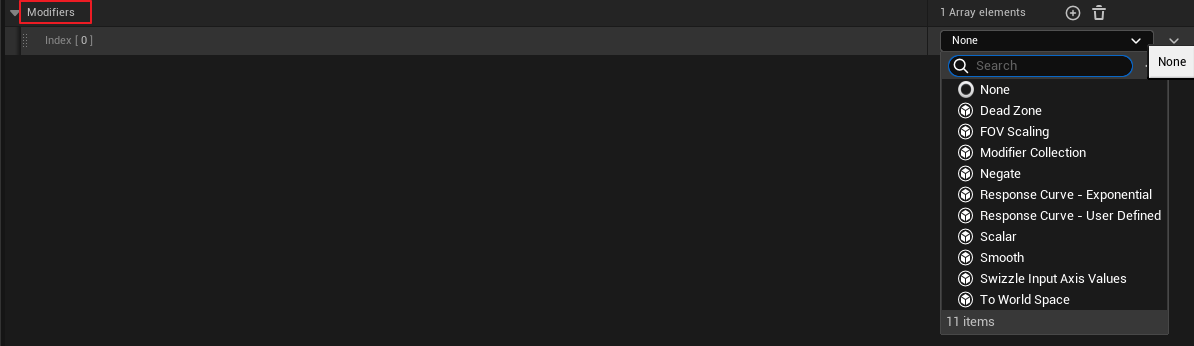 Modifiers
1 Array elements
Index [ 0 ]
None
Search
None
None
Dead Zone
FOV Scaling
Modifier Collection
Negate
Response Curve - Exponential
Response Curve - User Defined
Scalar
Smooth
Swizzle Input Axis Values
To World Space
11 items